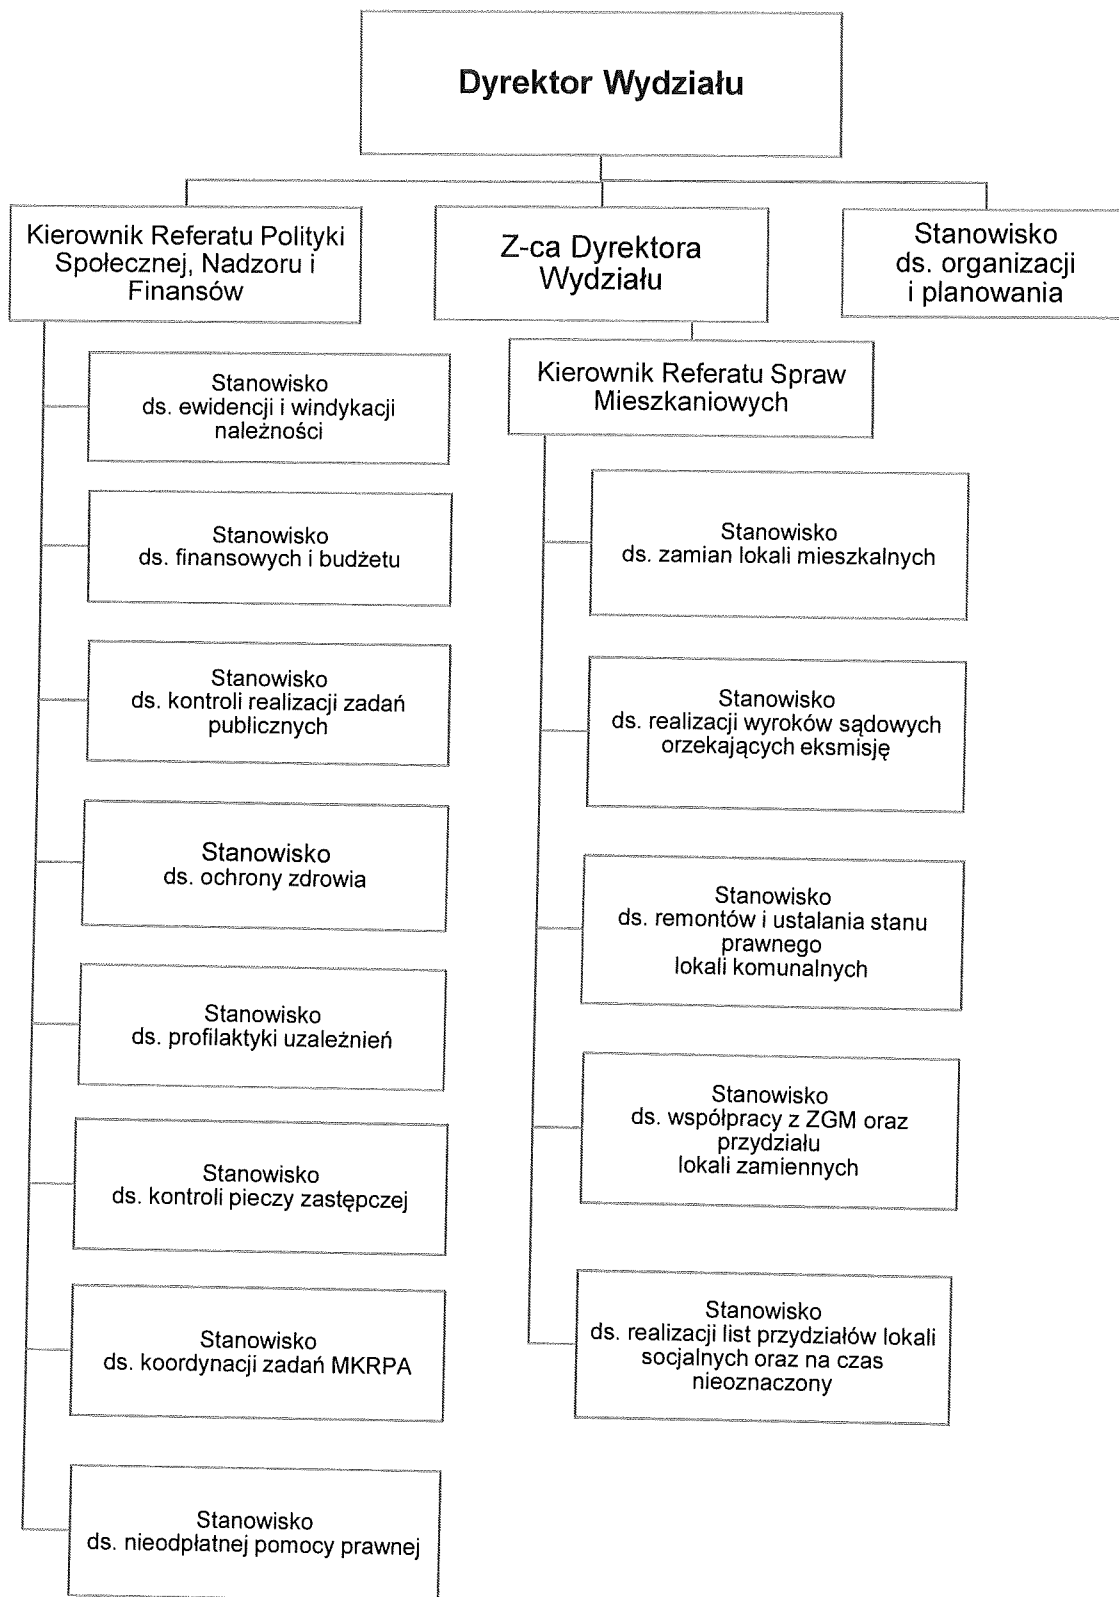 Dyrektor Wydziału
Kierownik Referatu Polityki
Społecznej, Nadzoru i
Finansów
Z-ca Dyrektora
Wydziału
Stanowisko
ds. organizacji
i planowania
Stanowisko
ds. ewidencji i windykacji
należności
Stanowisko
ds. finansowych i budżetu
Stanowisko
ds. kontroli realizacji zadań
publicznych
Stanowisko
ds. ochrony zdrowia
Stanowisko
ds. profilaktyki uzależnień
Stanowisko
ds. kontroli pieczy zastępczej
Stanowisko
ds. koordynacji zadań MKRPA
Stanowisko
ds. nieodpłatnej pomocy prawnej
Kierownik Referatu Spraw
Mieszkaniowych
Stanowisko
ds. zamian lokali mieszkalnych
Stanowisko
ds. realizacji wyroków sądowych
orzekających eksmisję
Stanowisko
ds. remontów i ustalania stanu
prawnego
lokali komunalnych
Stanowisko
ds. współpracy z ZGM oraz
przydziału
lokali zamiennych
Stanowisko
ds. realizacji list przydziałów lokali
socjalnych oraz na czas
nieoznaczony